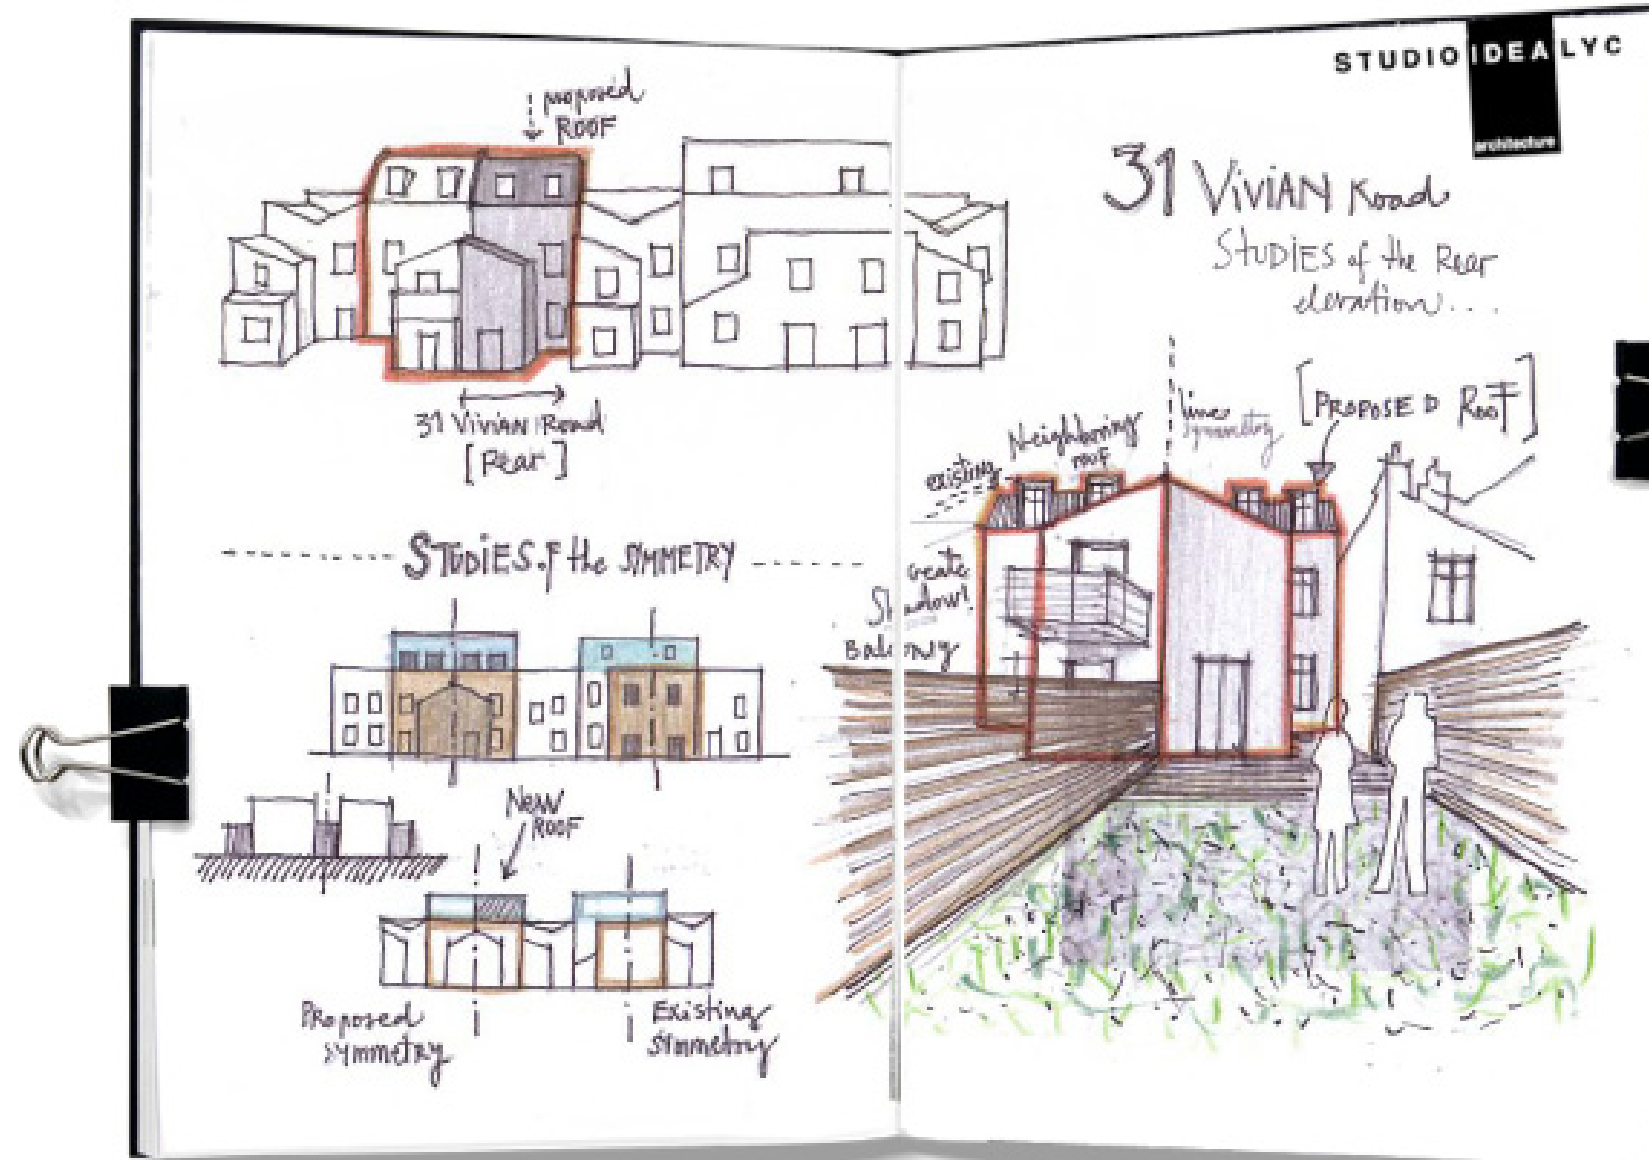 proposed
ROOF
31 Vivian Road
[Rear]
STUDIES of the SYMMETRY
NEW
ROOF
Proposed
symmetry
Existing
Symmetry
STUDIO IDEALYC
architecture
31 ViViAN Road
STUDIES of the Rear
elevation...
[PROPOSED ROOF]
line
symmetry
Neighboring
roof
existing
create
Shadow!
Balcony